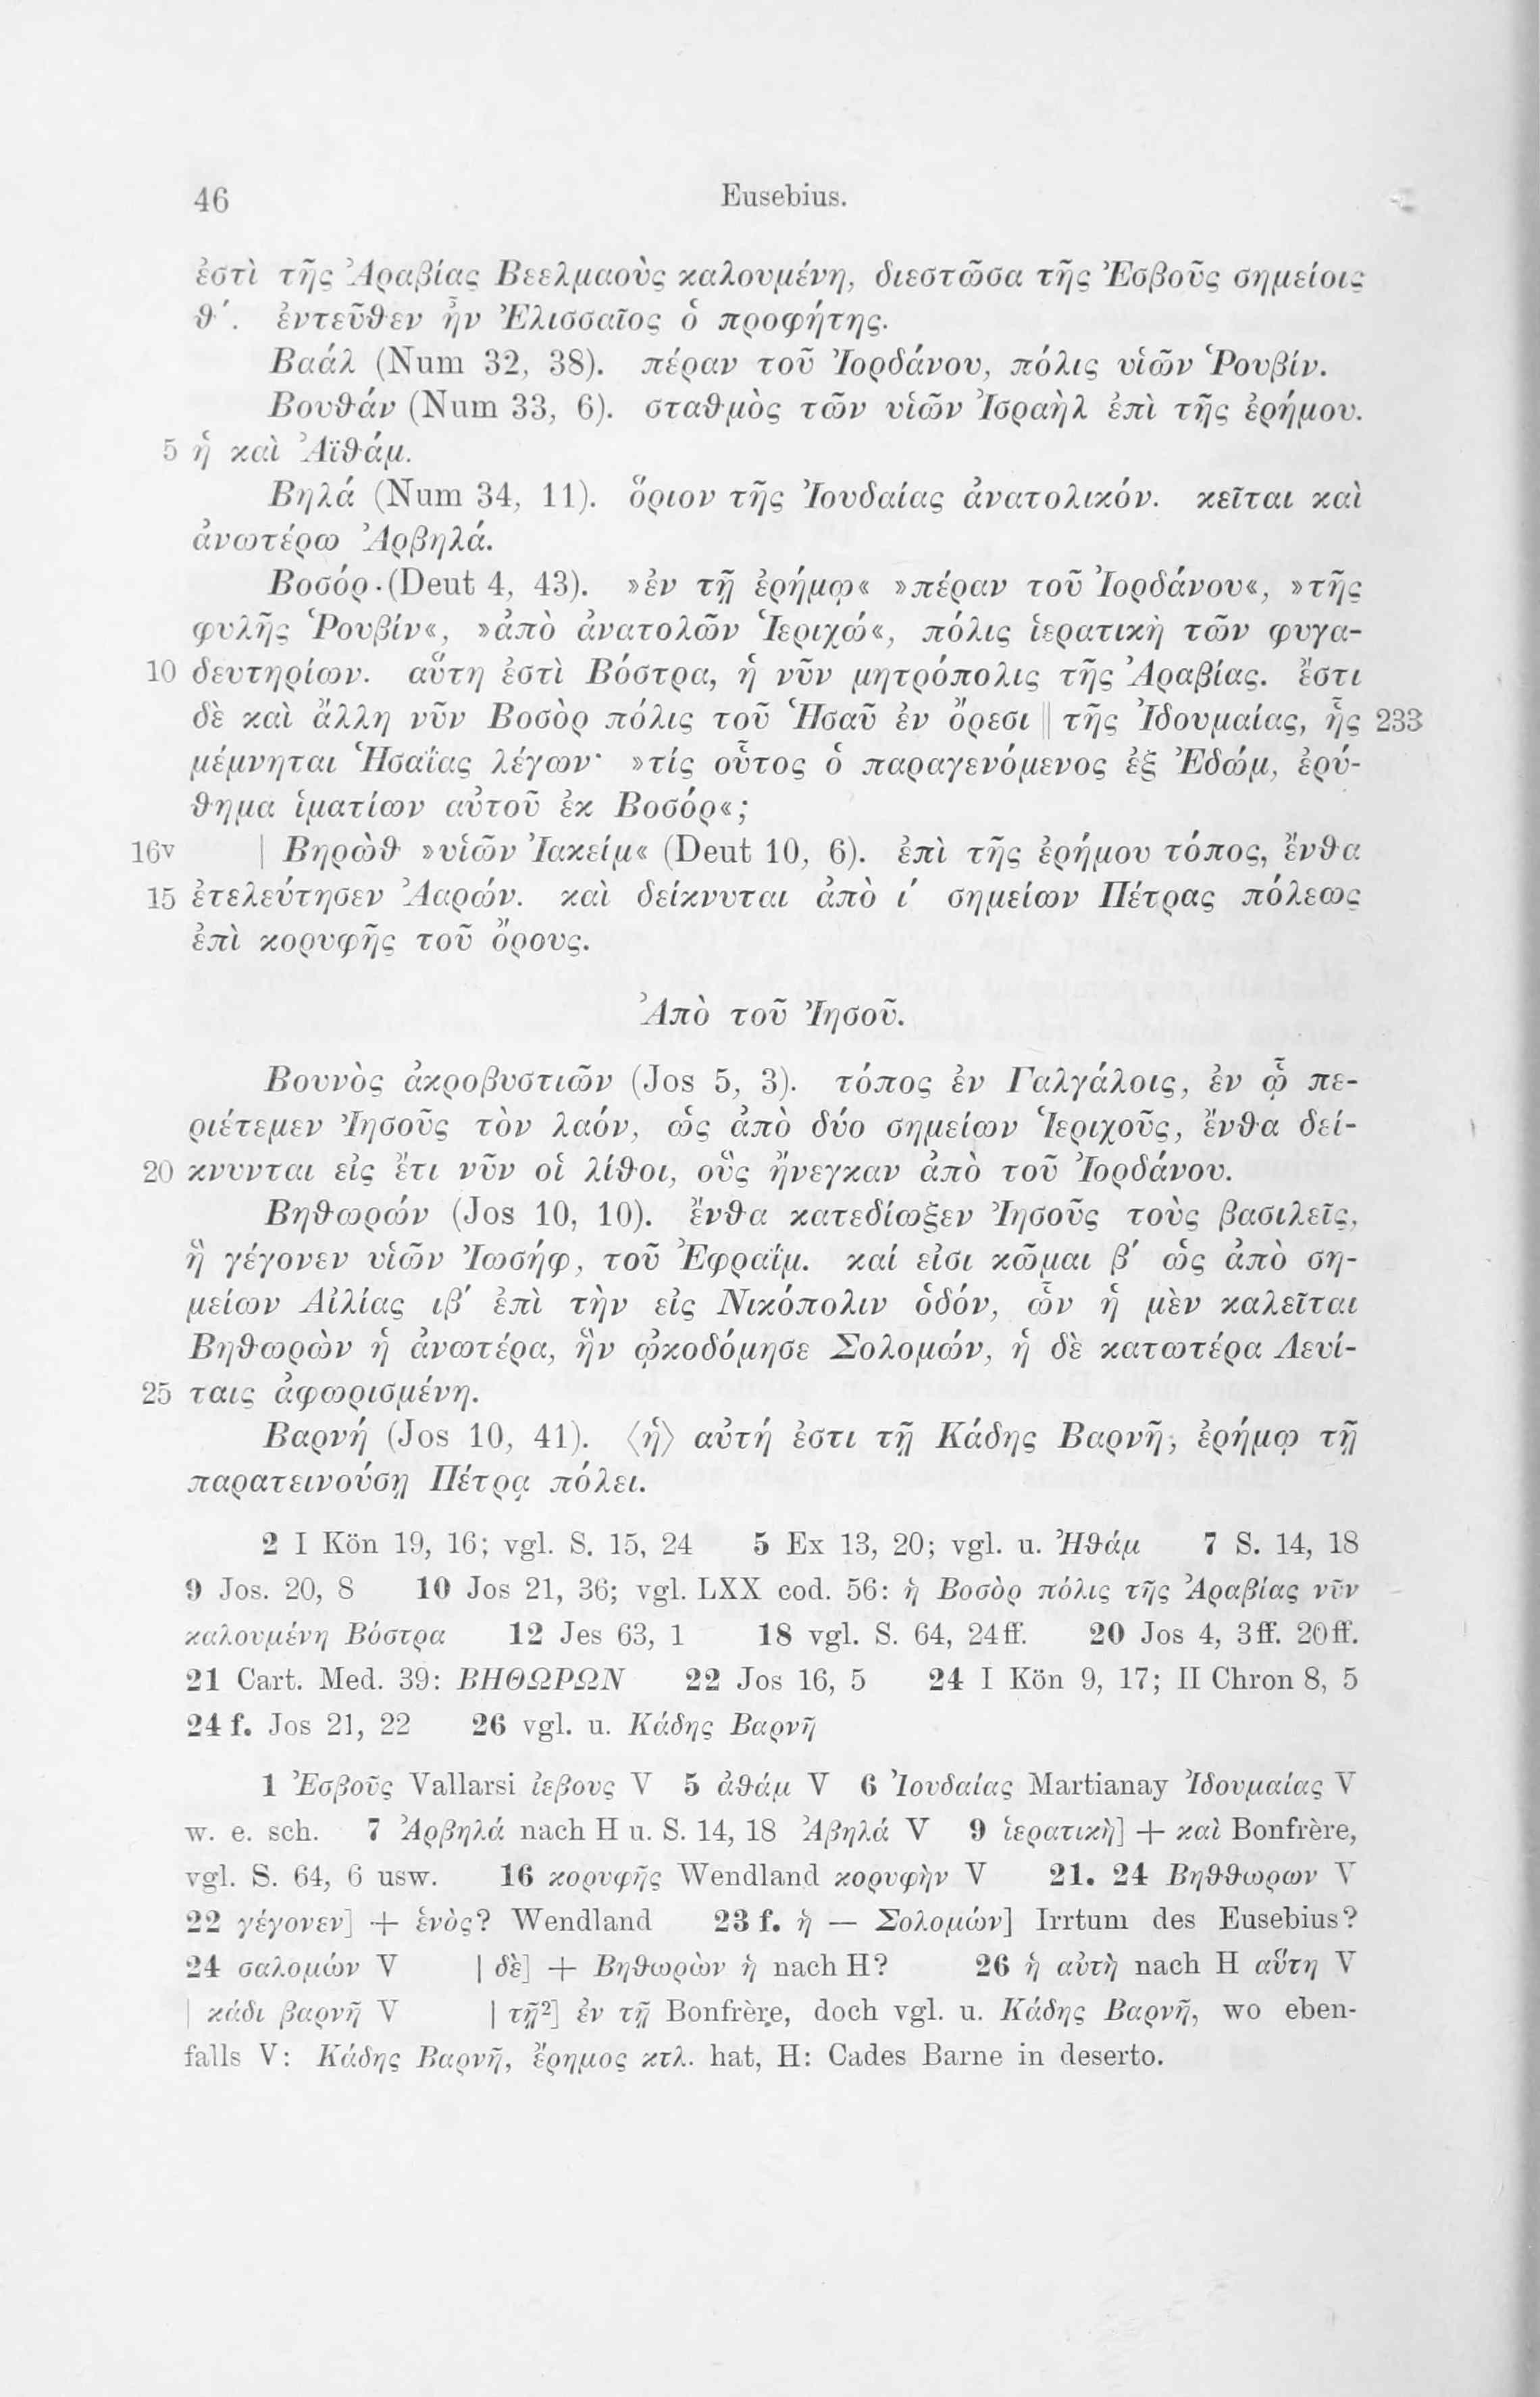 46 Eusebius.
ἐστὶ τῆς Ἀραβίας Βεελμαοὺς καλουμένη, διεστῶσα τῆς Ἐσβοῦς σημείοις
θ΄. ἐντεῦθεν ἦν Ἐλισσαῖος ὁ προφήτης.
Βαάλ (Num 32, 38). πέραν τοῦ Ἰορδάνου, πόλις υἱῶν Ῥουβίν.
Βουθάν (Num 33, 6). σταθμὸς τῶν υἱῶν Ἰσραὴλ ἐπὶ τῆς ἐρήμου.
5 ἡ καὶ Ἀϊθάμ.
Βηλά (Num 34, 11). ὅριον τῆς Ἰουδαίας ἀνατολικόν. κεῖται καὶ
ἀνωτέρω Ἀρβηλά.
Βοσόρ·(Deut 4, 43). »ἐν τῇ ἐρήμῳ« »πέραν τοῦ Ἰορδάνου«, »τῆς
φυλῆς Ῥουβίν«, »ἀπὸ ἀνατολῶν Ἱεριχώ«, πόλις ἱερατικὴ τῶν φυγα-
10 δευτηρίων. αὕτη ἐστὶ Βόστρα, ἡ νῦν μητρόπολις τῆς Ἀραβίας. ἔστι
δὲ καὶ ἄλλη νῦν Βοσὸρ πόλις τοῦ Ἠσαῦ ἐν ὄρεσι || τῆς Ἰδουμαίας, ἧς 233
μέμνηται Ἡσαΐας λέγων· »τίς οὗτος ὁ παραγενόμενος ἐξ Ἐδώμ, ἐρύ-
θημα ἱματίων αὐτοῦ ἐκ Βοσόρ«;
16v | Βηρὼθ »υἱῶν Ἰακείμ« (Deut 10, 6). ἐπὶ τῆς ἐρήμου τόπος, ἔνθα
15 ἐτελεύτησεν Ἀαρών. καὶ δείκνυται ἀπὸ ι΄ σημείων Πέτρας πόλεως
ἐπὶ κορυφῆς τοῦ ὄρους.
Ἀπὸ τοῦ Ἰησοῦ.
Βουνὸς ἀκροβυστιῶν (Jos 5, 3). τόπος ἐν Γαλγάλοις, ἐν ᾧ πε-
ριέτεμεν Ἰησοῦς τὸν λαόν, ὡς ἀπὸ δύο σημείων Ἱεριχοῦς, ἔνθα δεί-
20 κνυνται εἰς ἔτι νῦν οἱ λίθοι, οὓς ἤνεγκαν ἀπὸ τοῦ Ἰορδάνου.
Βηθωρών (Jos 10, 10). ἔνθα κατεδίωξεν Ἰησοῦς τοὺς βασιλεῖς,
ἣ γέγονεν υἱῶν Ἰωσήφ, τοῦ Ἐφραΐμ. καί εἰσι κῶμαι β΄ ὡς ἀπὸ ση-
μείων Αἰλίας ιβ΄ ἐπὶ τὴν εἰς Νικόπολιν ὁδόν, ὧν ἡ μὲν καλεῖται
Βηθωρὼν ἡ ἀνωτέρα, ἣν ᾠκοδόμησε Σολομών, ἡ δὲ κατωτέρα Λευί-
25 ταις ἀφωρισμένη.
Βαρνή (Jos 10, 41). ⟨ἡ⟩ αὐτή ἐστι τῇ Κάδης Βαρνῆ, ἐρήμῳ τῇ
παρατεινούσῃ Πέτρᾳ πόλει.
2 I Kön 19, 16; vgl. S. 15, 24 5 Ex 13, 20; vgl. u. Ἠθάμ 7 S. 14, 18
9 Jos. 20, 8 10 Jos 21, 36; vgl. LXX cod. 56: ἡ Βοσὸρ πόλις τῆς Ἀραβίας νῦν
καλουμένη Βόστρα 12 Jes 63, 1 18 vgl. S. 64, 24ff. 20 Jos 4, 3ff. 20ff.
21 Cart. Med. 39: ΒΗΘΩΡΩΝ 22 Jos 16, 5 24 I Kön 9, 17; II Chron 8, 5
24 f. Jos 21, 22 26 vgl. u. Κάδης Βαρνῆ
1 Ἐσβοῦς Vallarsi ἰεβους V 5 ἀθάμ V 6 Ἰουδαίας Martianay Ἰδουμαίας V
w. e. sch. 7 Ἀρβηλά nach H u. S. 14, 18 Ἀβηλά V 9 ἱερατικὴ] + καὶ Bonfrère,
vgl. S. 64, 6 usw. 16 κορυφῆς Wendland κορυφὴν V 21. 24 Βηθθωρων V
22 γέγονεν] + ἑνὸς? Wendland 23 f. ἡ — Σολομών] Irrtum des Eusebius?
24 σαλομών V | δὲ] + Βηθωρὼν ἡ nach H? 26 ἡ αὐτὴ nach H αὕτη V
| κάδι βαρνῆ V | τῇ2] ἐν τῇ Bonfrère, doch vgl. u. Κάδης Βαρνῆ, wo eben-
falls V: Κάδης Βαρνῆ, ἔρημος κτλ. hat, H: Cades Barne in deserto.